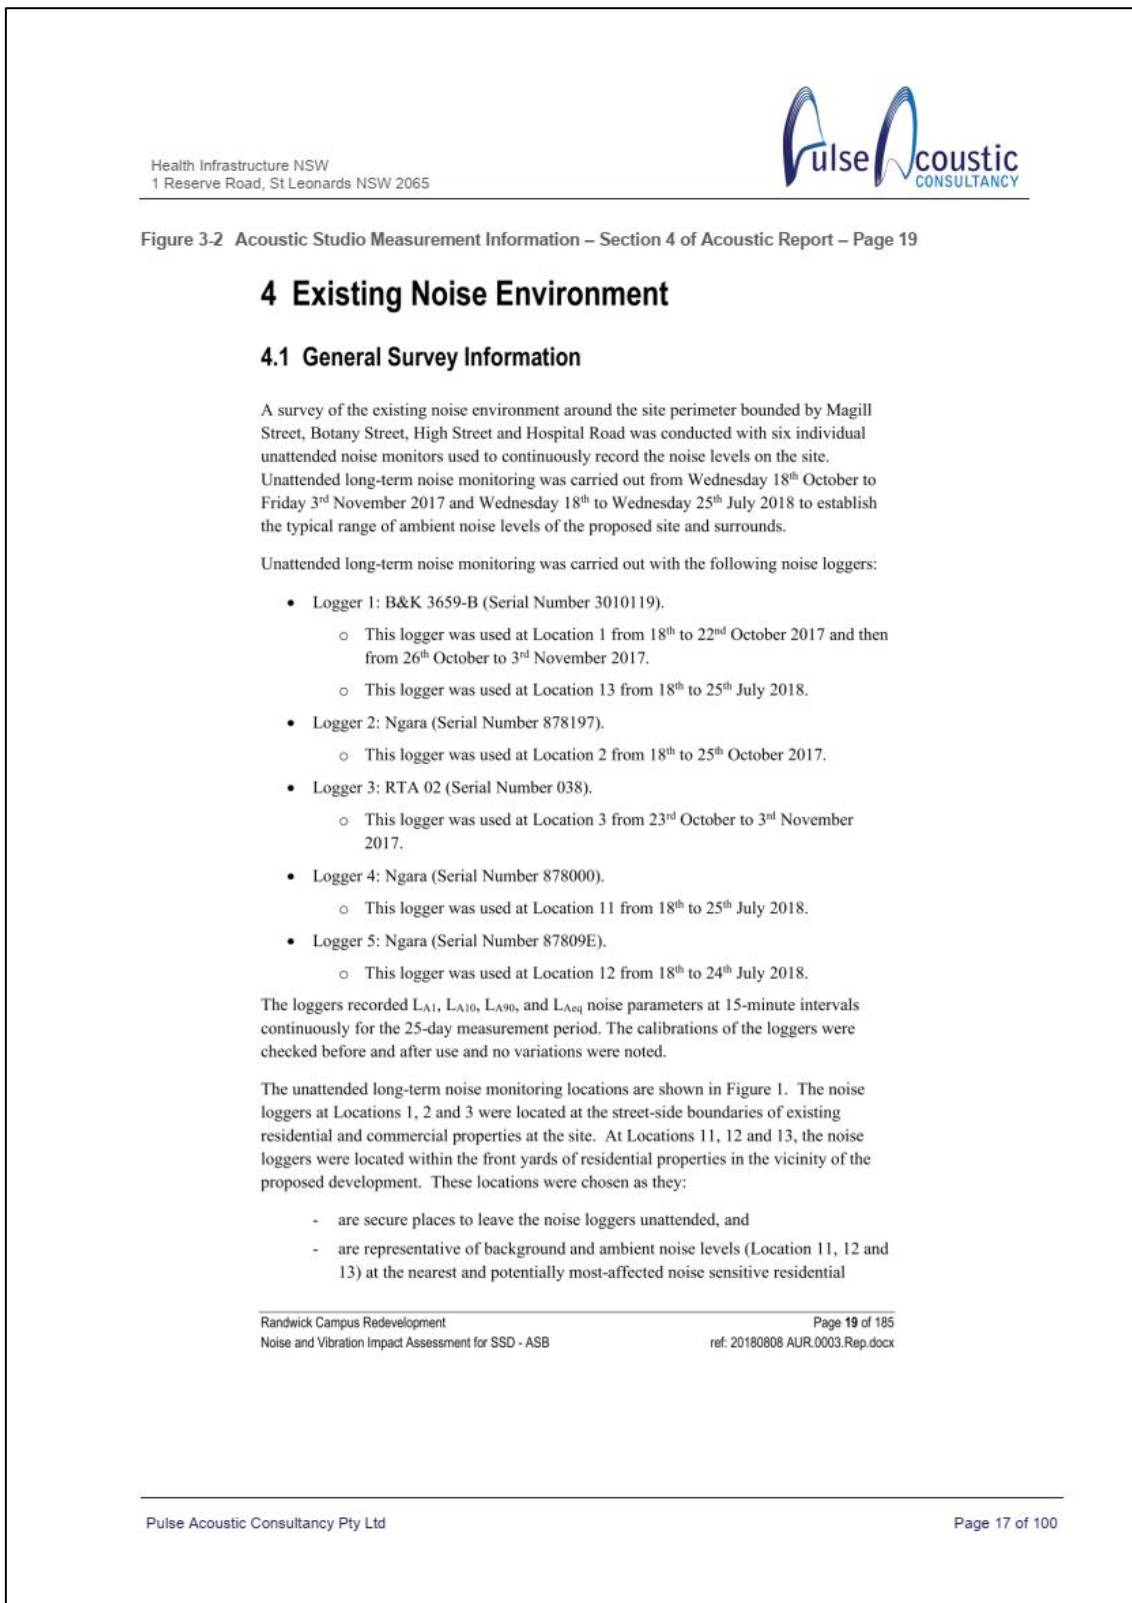 Health Infrastructure NSW
1 Reserve Road, St Leonards NSW 2065
Pulse Acoustic
CONSULTANCY
Figure 3-2 Acoustic Studio Measurement Information – Section 4 of Acoustic Report – Page 19
4 Existing Noise Environment
4.1 General Survey Information
A survey of the existing noise environment around the site perimeter bounded by Magill
Street, Botany Street, High Street and Hospital Road was conducted with six individual
unattended noise monitors used to continuously record the noise levels on the site.
Unattended long-term noise monitoring was carried out from Wednesday 18th October to
Friday 3rd November 2017 and Wednesday 18th to Wednesday 25th July 2018 to establish
the typical range of ambient noise levels of the proposed site and surrounds.
Unattended long-term noise monitoring was carried out with the following noise loggers:
• Logger 1: B&K 3659-B (Serial Number 3010119).
o This logger was used at Location 1 from 18th to 22nd October 2017 and then
from 26th October to 3rd November 2017.
o This logger was used at Location 13 from 18th to 25th July 2018.
• Logger 2: Ngara (Serial Number 878197).
o This logger was used at Location 2 from 18th to 25th October 2017.
• Logger 3: RTA 02 (Serial Number 038).
o This logger was used at Location 3 from 23rd October to 3rd November
2017.
• Logger 4: Ngara (Serial Number 878000).
o This logger was used at Location 11 from 18th to 25th July 2018.
• Logger 5: Ngara (Serial Number 87809E).
o This logger was used at Location 12 from 18th to 24th July 2018.
The loggers recorded LA1, LA10, LA90, and LAeq noise parameters at 15-minute intervals
continuously for the 25-day measurement period. The calibrations of the loggers were
checked before and after use and no variations were noted.
The unattended long-term noise monitoring locations are shown in Figure 1. The noise
loggers at Locations 1, 2 and 3 were located at the street-side boundaries of existing
residential and commercial properties at the site. At Locations 11, 12 and 13, the noise
loggers were located within the front yards of residential properties in the vicinity of the
proposed development. These locations were chosen as they:
- are secure places to leave the noise loggers unattended, and
- are representative of background and ambient noise levels (Location 11, 12 and
13) at the nearest and potentially most-affected noise sensitive residential
Randwick Campus Redevelopment Page 19 of 185
Noise and Vibration Impact Assessment for SSD - ASB ref: 20180808 AUR.0003.Rep.docx
Pulse Acoustic Consultancy Pty Ltd Page 17 of 100